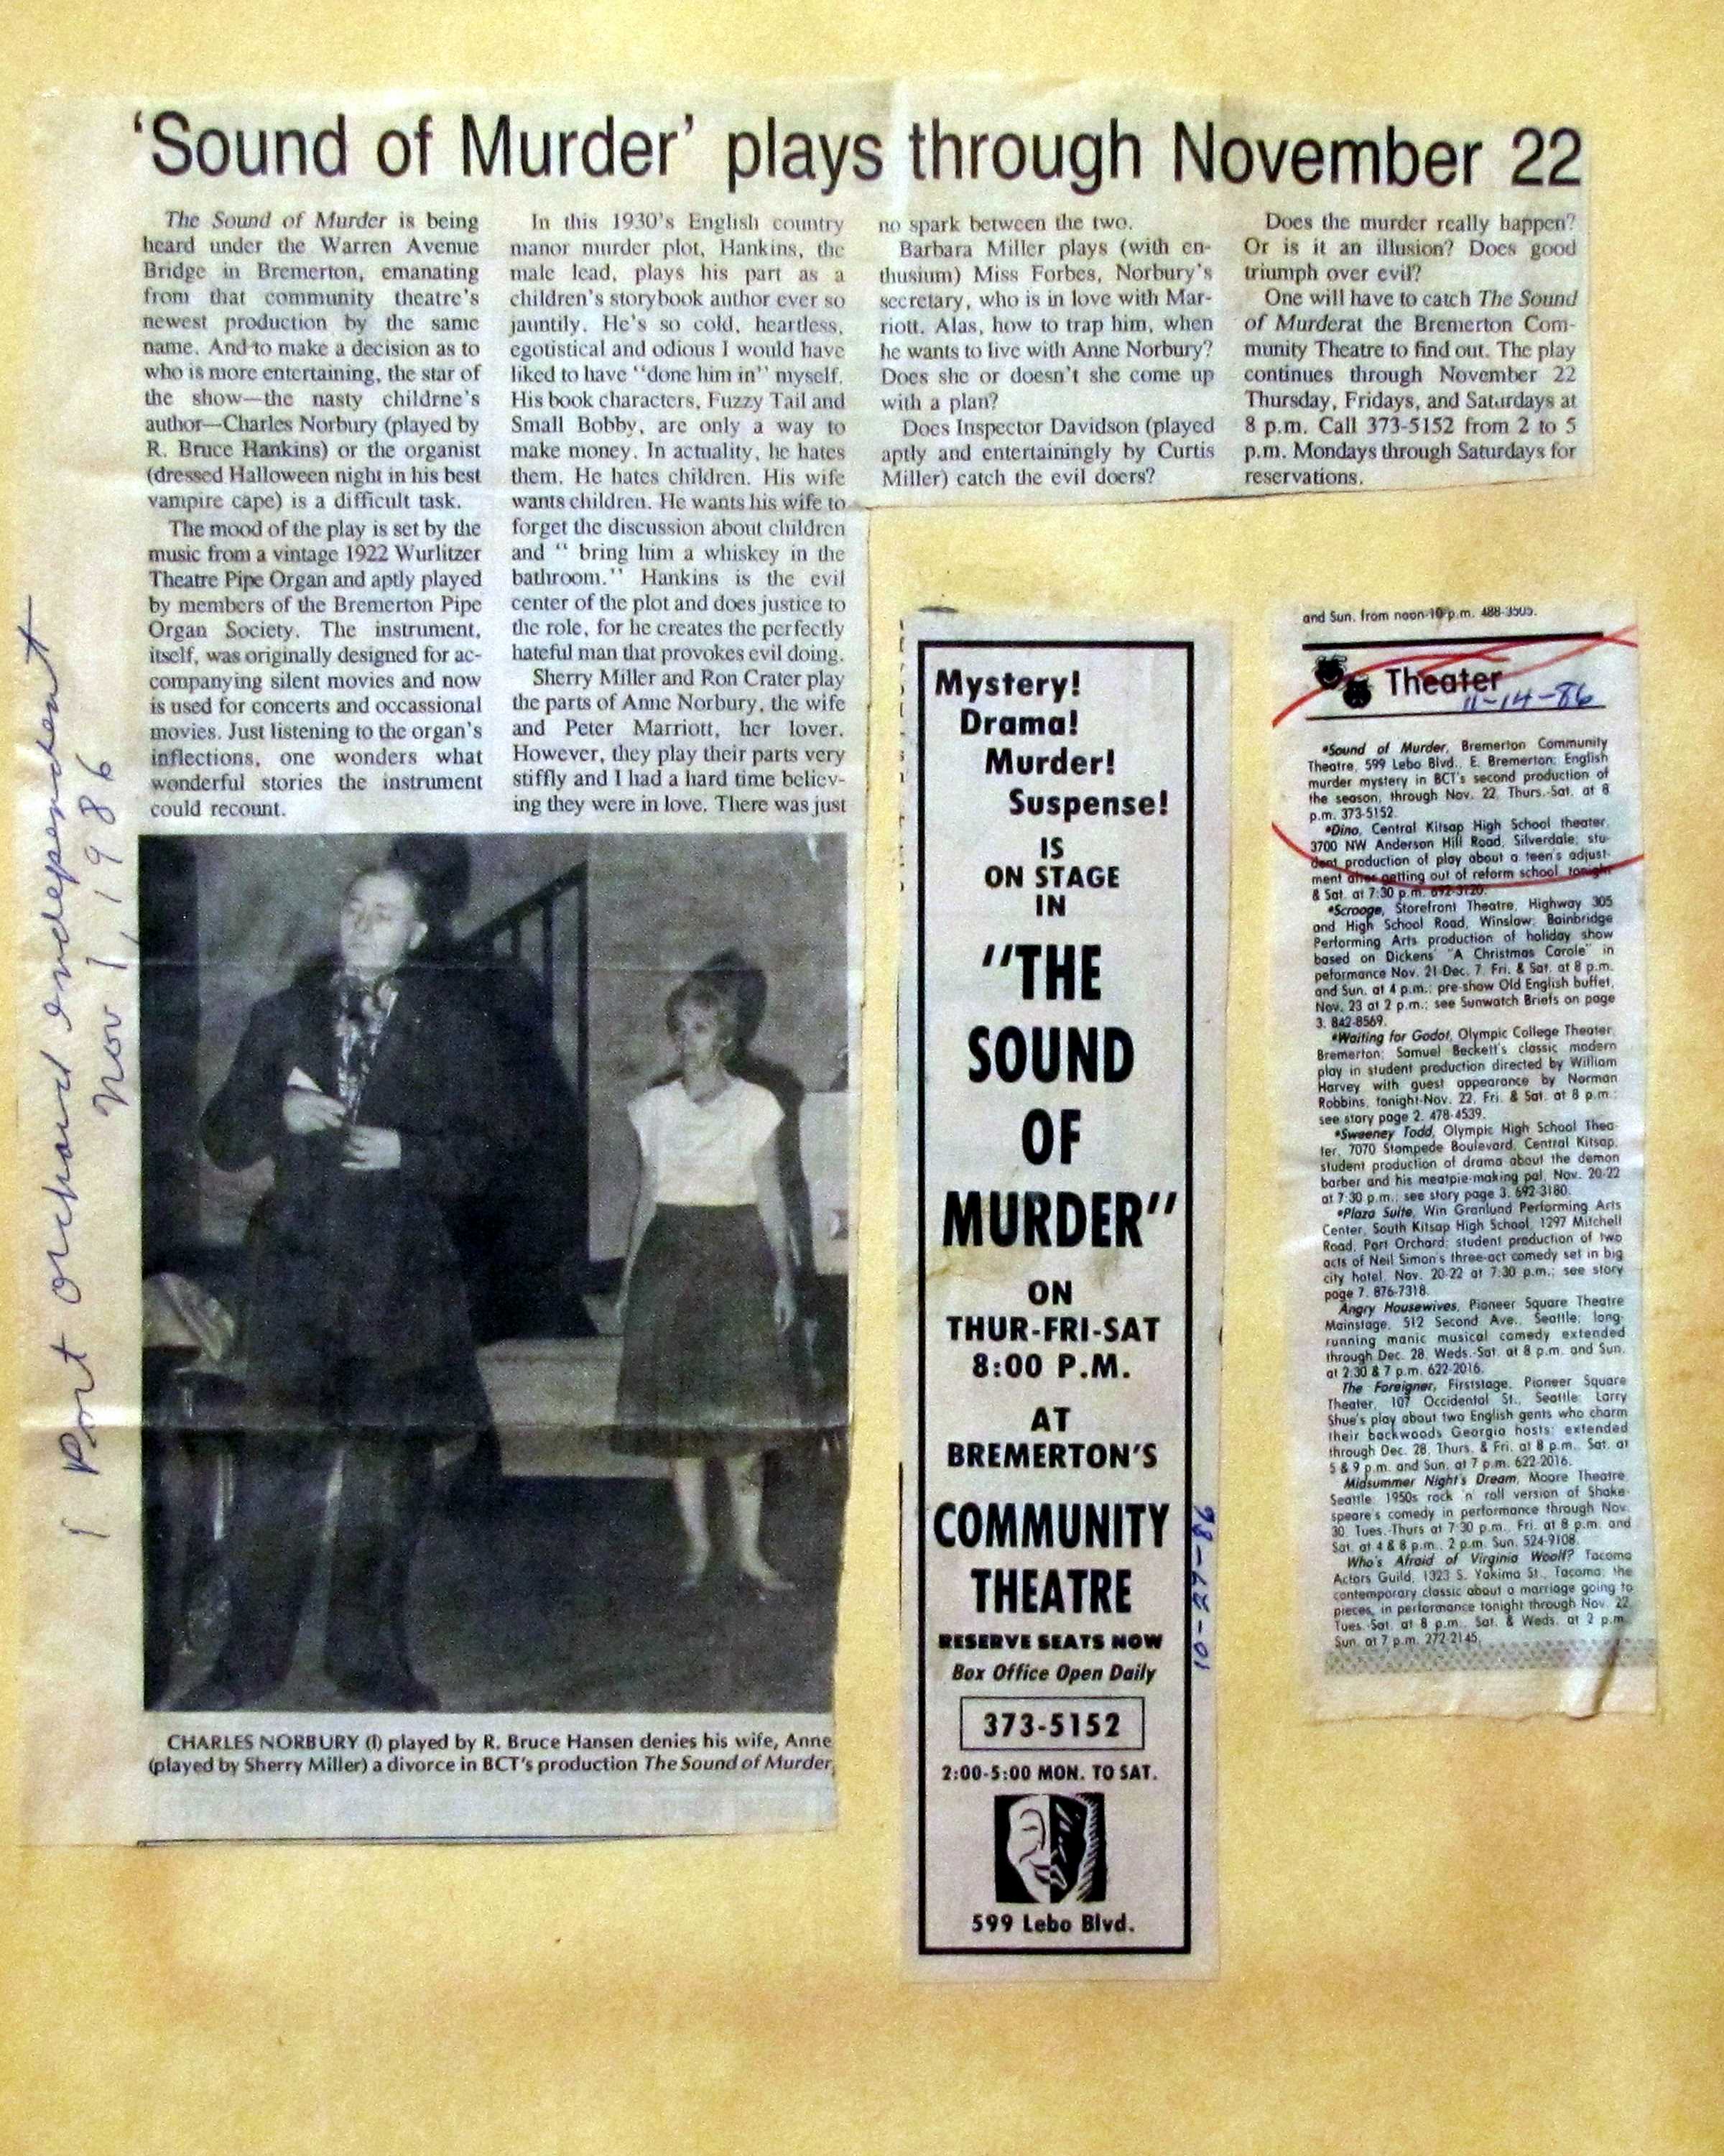 'Sound of Murder' plays through November 22
The Sound of Murder is being
heard under the Warren Avenue
Bridge in Bremerton, emanating
from that community theatre's
newest production by the same
name. And to make a decision as to
who is more entertaining, the star of
the show—the nasty childrne's
author—Charles Norbury (played by
R. Bruce Hankins) or the organist
(dressed Halloween night in his best
vampire cape) is a difficult task.
The mood of the play is set by the
music from a vintage 1922 Wurlitzer
Theatre Pipe Organ and aptly played
by members of the Bremerton Pipe
Organ Society. The instrument,
itself, was originally designed for ac-
companying silent movies and now
is used for concerts and occassional
movies. Just listening to the organ's
inflections, one wonders what
wonderful stories the instrument
could recount.
In this 1930's English country
manor murder plot, Hankins, the
male lead, plays his part as a
children's storybook author ever so
jauntily. He's so cold, heartless,
egotistical and odious I would have
liked to have "done him in" myself.
His book characters, Fuzzy Tail and
Small Bobby, are only a way to
make money. In actuality, he hates
them. He hates children. His wife
wants children. He wants his wife to
forget the discussion about children
and " bring him a whiskey in the
bathroom." Hankins is the evil
center of the plot and does justice to
the role, for he creates the perfectly
hateful man that provokes evil doing.
Sherry Miller and Ron Crater play
the parts of Anne Norbury, the wife
and Peter Marriott, her lover.
However, they play their parts very
stiffly and I had a hard time believ-
ing they were in love. There was just
no spark between the two.
Barbara Miller plays (with en-
thusium) Miss Forbes, Norbury's
secretary, who is in love with Mar-
riott. Alas, how to trap him, when
he wants to live with Anne Norbury?
Does she or doesn't she come up
with a plan?
Does Inspector Davidson (played
aptly and entertainingly by Curtis
Miller) catch the evil doers?
Does the murder really happen?
Or is it an illusion? Does good
triumph over evil?
One will have to catch The Sound
of Murderat the Bremerton Com-
munity Theatre to find out. The play
continues through November 22
Thursday, Fridays, and Saturdays at
8 p.m. Call 373-5152 from 2 to 5
p.m. Mondays through Saturdays for
reservations.
Port orchard independent
Nov 1, 1986
CHARLES NORBURY (l) played by R. Bruce Hansen denies his wife, Anne
(played by Sherry Miller) a divorce in BCT's production The Sound of Murder
Mystery!
Drama!
Murder!
Suspense!
IS
ON STAGE
IN
"THE
SOUND
OF
MURDER"
ON
THUR-FRI-SAT
8:00 P.M.
AT
BREMERTON'S
COMMUNITY
THEATRE
RESERVE SEATS NOW
Box Office Open Daily
373-5152
2:00-5:00 MON. TO SAT.
599 Lebo Blvd.
10-27-86
and Sun. from noon-10 p.m. 488-3505.
Theater
11-14-86
•Sound of Murder, Bremerton Community
Theatre, 599 Lebo Blvd., E. Bremerton; English
murder mystery in BCT's second production of
the season, through Nov. 22, Thurs.-Sat. at 8
p.m. 373-5152.
•Dino, Central Kitsap High School theater,
3700 NW Anderson Hill Road, Silverdale; stu-
dent production of play about a teen's adjust-
ment after getting out of reform school, tonight
& Sat. at 7:30 p.m. 692-3120.
•Scrooge, Storefront Theatre, Highway 305
and High School Road, Winslow; Bainbridge
Performing Arts production of holiday show
based on Dickens' "A Christmas Carole" in
peformance Nov. 21-Dec. 7, Fri. & Sat. at 8 p.m.
and Sun. at 4 p.m.; pre-show Old English buffet,
Nov. 23 at 2 p.m.; see Sunwatch Briefs on page
3. 842-8569.
•Waiting for Godot, Olympic College Theater,
Bremerton; Samuel Beckett's classic modern
play in student production directed by William
Harvey with guest appearance by Norman
Robbins, tonight-Nov. 22, Fri. & Sat. at 8 p.m.;
see story page 2. 478-4539.
•Sweeney Todd, Olympic High School Thea-
ter, 7070 Stampede Boulevard, Central Kitsap,
student production of drama about the demon
barber and his meatpie-making pal, Nov. 20-22
at 7:30 p.m.; see story page 3. 692-3180.
•Plaza Suite, Win Granlund Performing Arts
Center, South Kitsap High School, 1297 Mitchell
Road, Port Orchard; student production of two
acts of Neil Simon's three-act comedy set in big
city hotel, Nov. 20-22 at 7:30 p.m.; see story
page 7. 876-7318.
Angry Housewives, Pioneer Square Theatre
Mainstage, 512 Second Ave., Seattle; long-
running manic musical comedy extended
through Dec. 28, Weds.-Sat. at 8 p.m. and Sun.
at 2:30 & 7 p.m. 622-2016.
The Foreigner, Firststage, Pioneer Square
Theater, 107 Occidental St., Seattle; Larry
Shue's play about two English gents who charm
their backwoods Georgia hosts; extended
through Dec. 28, Thurs. & Fri. at 8 p.m., Sat. at
5 & 9 p.m. and Sun. at 7 p.m. 622-2016.
Midsummer Night's Dream, Moore Theatre,
Seattle; 1950s rock 'n' roll version of Shake-
speare's comedy in performance through Nov.
30, Tues.-Thurs at 7:30 p.m., Fri. at 8 p.m. and
Sat. at 4 & 8 p.m., 2 p.m. Sun. 524-9108.
Who's Afraid of Virginia Woolf? Tacoma
Actors Guild, 1323 S. Yakima St., Tacoma; the
contemporary classic about a marriage going to
pieces, in performance tonight through Nov. 22,
Tues.-Sat. at 8 p.m., Sat. & Weds. at 2 p.m.,
Sun. at 7 p.m. 272-2145.